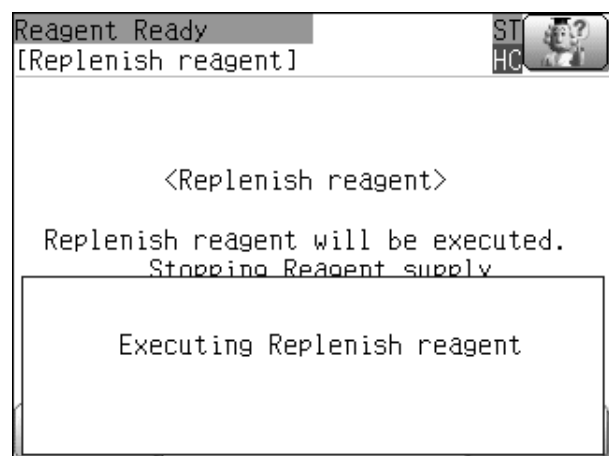 Reagent Ready ST
[Replenish reagent] HC
<Replenish reagent>
Replenish reagent will be executed.
Stopping Reagent supply
Executing Replenish reagent